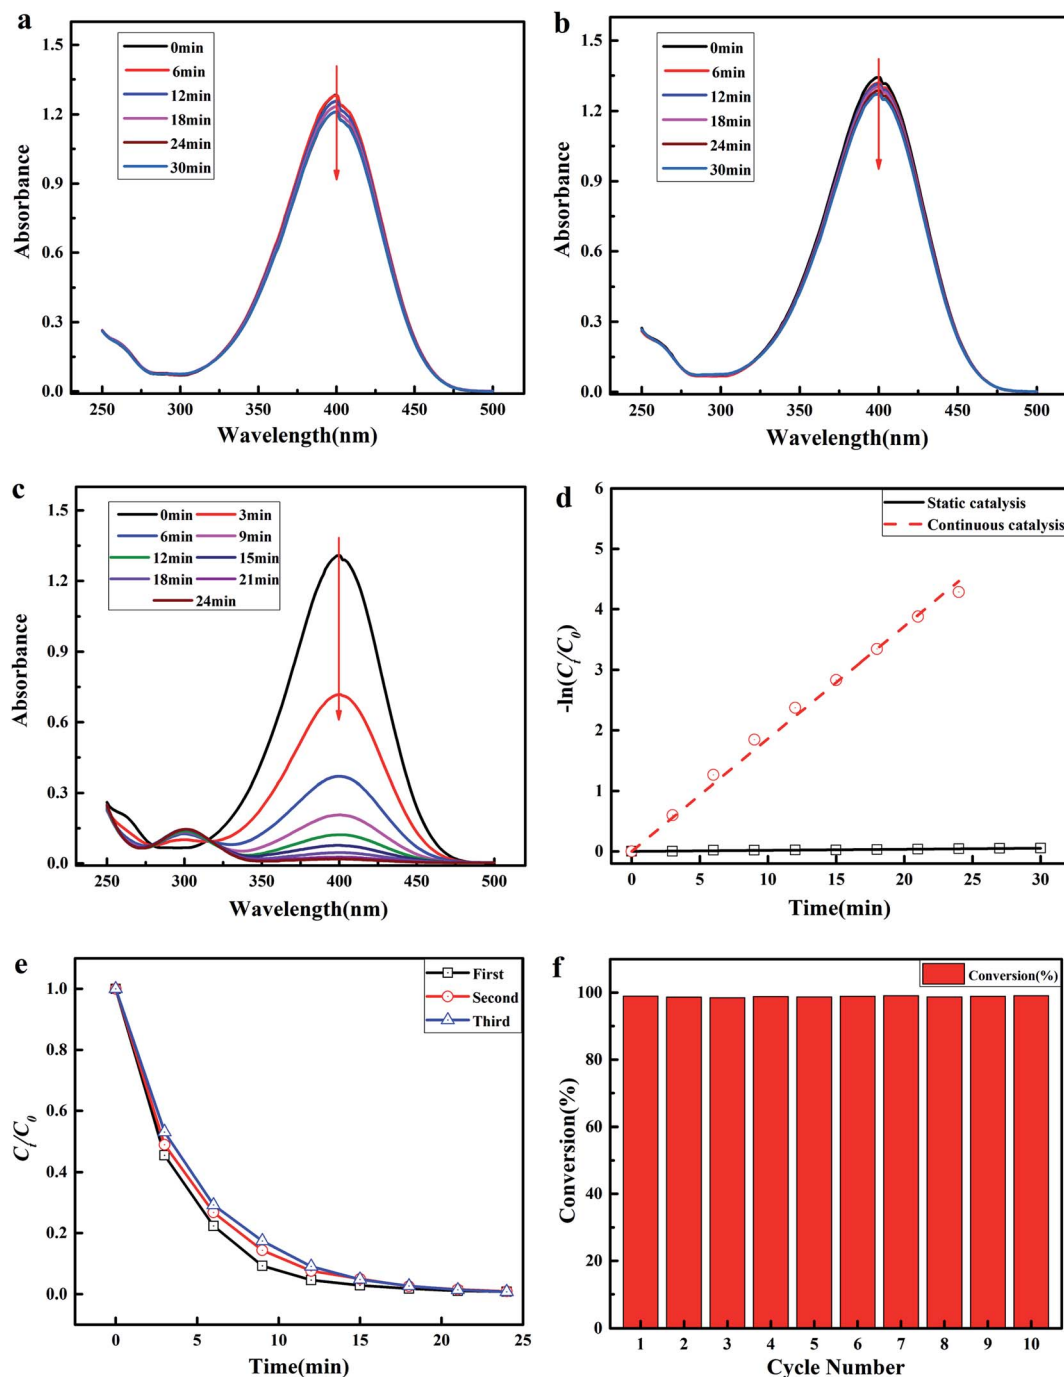 a
0min
6min
12min
18min
24min
30min
1.5
1.2
0.9
0.6
0.3
0.0
Absorbance
250 300 350 400 450 500
Wavelength(nm)
b
0min
6min
12min
18min
24min
30min
1.5
1.2
0.9
0.6
0.3
0.0
Absorbance
250 300 350 400 450 500
Wavelength(nm)
c
0min 3min
6min 9min
12min 15min
18min 21min
24min
1.5
1.2
0.9
0.6
0.3
0.0
Absorbance
250 300 350 400 450 500
Wavelength(nm)
d
Static catalysis
Continuous catalysis
6
5
4
3
2
1
0
-ln(Ct/C0)
0 5 10 15 20 25 30
Time(min)
e
First
Second
Third
1.0
0.8
0.6
0.4
0.2
0.0
Ct/C0
0 5 10 15 20 25
Time(min)
f
Conversion(%)
100
80
60
40
20
0
Conversion(%)
1 2 3 4 5 6 7 8 9 10
Cycle Number